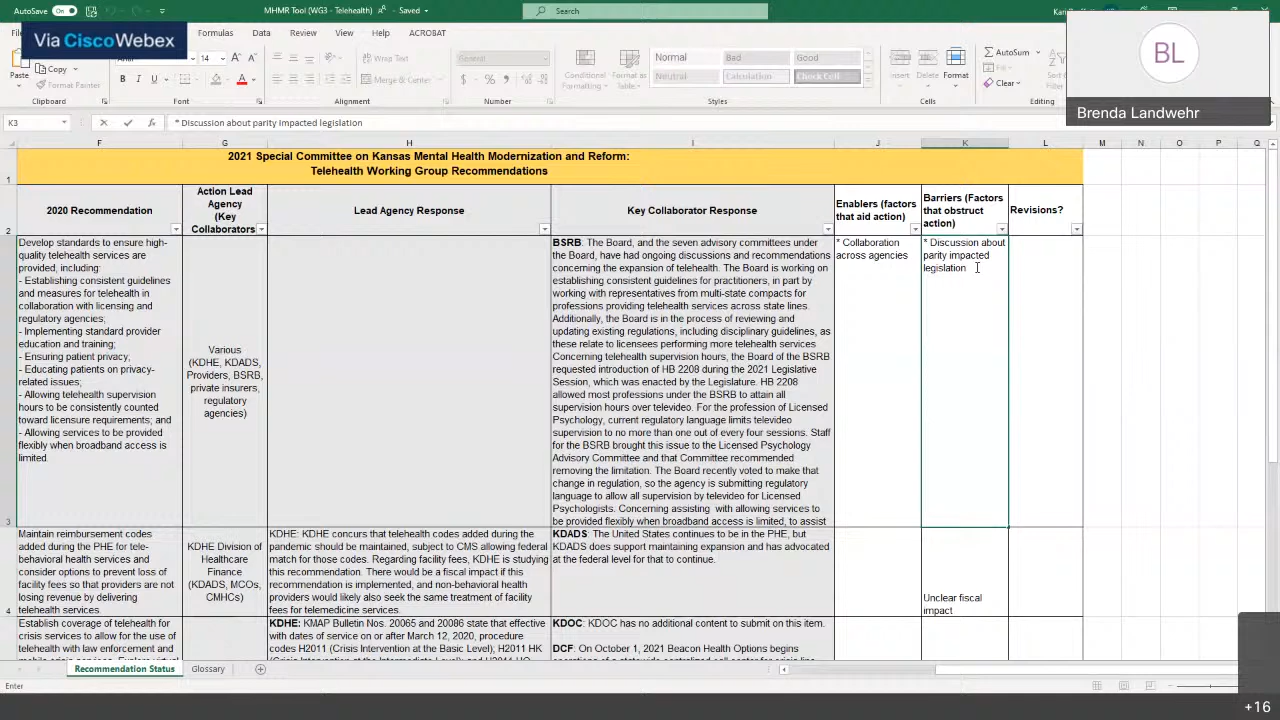 AutoSave On
MHMR Tool (WG3 - Telehealth) - Saved
Search
Via Cisco Webex
Formulas Data Review View Help ACROBAT
BL
Brenda Landwehr
Paste
Copy
Format Painter
14
B I U
Wrap Text
Merge & Center
General
Conditional Formatting
Format as Table
Normal Bad Good
Neutral Calculation Check Cell
Insert Delete Format
AutoSum
Fill
Clear
Clipboard Font Alignment Number Styles Cells Editing
K3
* Discussion about parity impacted legislation
F G H I J K L M N O P Q
1
2021 Special Committee on Kansas Mental Health Modernization and Reform:
Telehealth Working Group Recommendations
2
2020 Recommendation
Action Lead
Agency
(Key
Collaborators)
Lead Agency Response
Key Collaborator Response
Enablers (factors
that aid action)
Barriers (Factors
that obstruct
action)
Revisions?
3
Develop standards to ensure high-
quality telehealth services are
provided, including:
- Establishing consistent guidelines
and measures for telehealth in
collaboration with licensing and
regulatory agencies;
- Implementing standard provider
education and training;
- Ensuring patient privacy,
- Educating patients on privacy-
related issues;
- Allowing telehealth supervision
hours to be consistently counted
toward licensure requirements; and
- Allowing services to be provided
flexibly when broadband access is
limited.
Various
(KDHE, KDADS,
Providers, BSRB,
private insurers,
regulatory
agencies)
BSRB: The Board, and the seven advisory committees under
the Board, have had ongoing discussions and recommendations
concerning the expansion of telehealth. The Board is working on
establishing consistent guidelines for practitioners, in part by
working with representatives from multi-state compacts for
professions providing telehealth services across state lines.
Additionally, the Board is in the process of reviewing and
updating existing regulations, including disciplinary guidelines, as
these relate to licensees performing more telehealth services
Concerning telehealth supervision hours, the Board of the BSRB
requested introduction of HB 2208 during the 2021 Legislative
Session, which was enacted by the Legislature. HB 2208
allowed most professions under the BSRB to attain all
supervision hours over televideo. For the profession of Licensed
Psychology, current regulatory language limits televideo
supervision to no more than one out of every four sessions. Staff
for the BSRB brought this issue to the Licensed Psychology
Advisory Committee and that Committee recommended
removing the limitation. The Board recently voted to make that
change in regulation, so the agency is submitting regulatory
language to allow all supervision by televideo for Licensed
Psychologists. Concerning assisting with allowing services to
be provided flexibly when broadband access is limited, to assist
* Collaboration
across agencies
* Discussion about
parity impacted
legislation
4
Maintain reimbursement codes
added during the PHE for tele-
behavioral health services and
consider options to prevent loss of
facility fees so that providers are not
losing revenue by delivering
telehealth services.
KDHE Division of
Healthcare
Finance
(KDADS, MCOs,
CMHCs)
KDHE: KDHE concurs that telehealth codes added during the
pandemic should be maintained, subject to CMS allowing federal
match for those codes. Regarding facility fees, KDHE is studying
this recommendation. There would be a fiscal impact if this
recommendation is implemented, and non-behavioral health
providers would likely also seek the same treatment of facility
fees for telemedicine services.
KDADS: The United States continues to be in the PHE, but
KDADS does support maintaining expansion and has advocated
at the federal level for that to continue.
Unclear fiscal
impact
Establish coverage of telehealth for
crisis services to allow for the use of
telehealth with law enforcement and
KDHE: KMAP Bulletin Nos. 20065 and 20086 state that effective
with dates of service on or after March 12, 2020, procedure
codes H2011 (Crisis Intervention at the Basic Level); H2011 HK
KDOC: KDOC has no additional content to submit on this item.
DCF: On October 1, 2021 Beacon Health Options begins
Recommendation Status
Glossary
Enter
+16